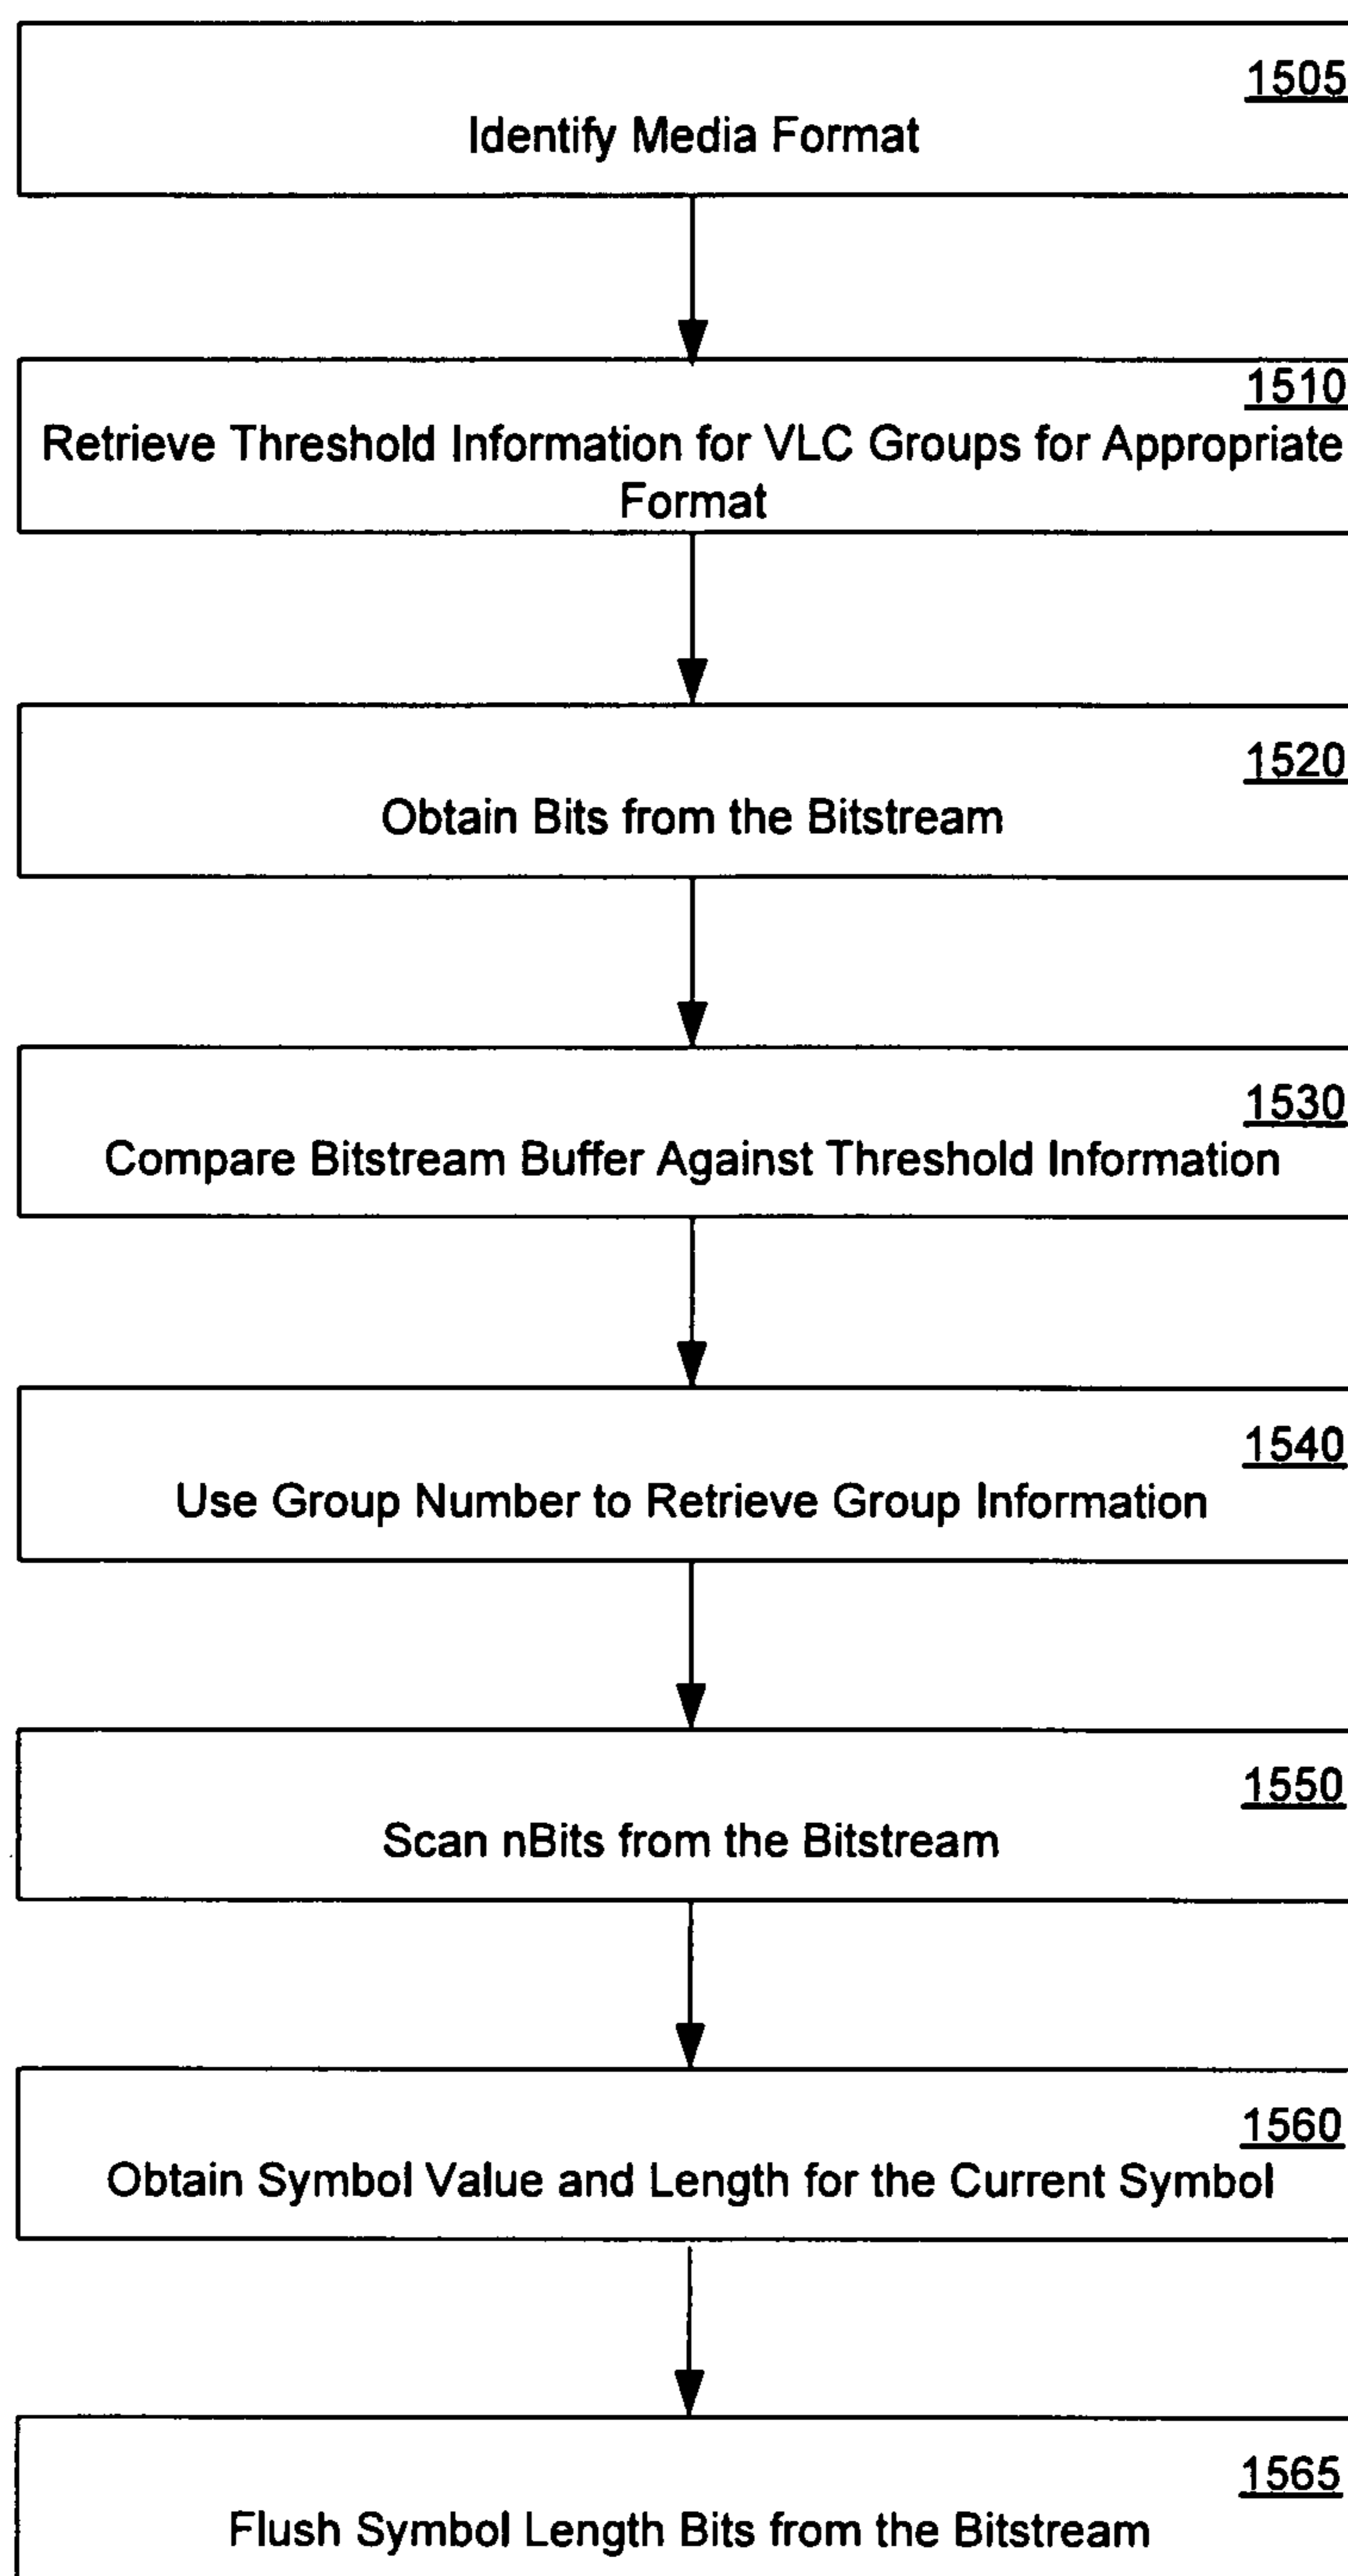 1505
Identify Media Format
1510
Retrieve Threshold Information for VLC Groups for Appropriate
Format
1520
Obtain Bits from the Bitstream
1530
Compare Bitstream Buffer Against Threshold Information
1540
Use Group Number to Retrieve Group Information
1550
Scan nBits from the Bitstream
1560
Obtain Symbol Value and Length for the Current Symbol
1565
Flush Symbol Length Bits from the Bitstream